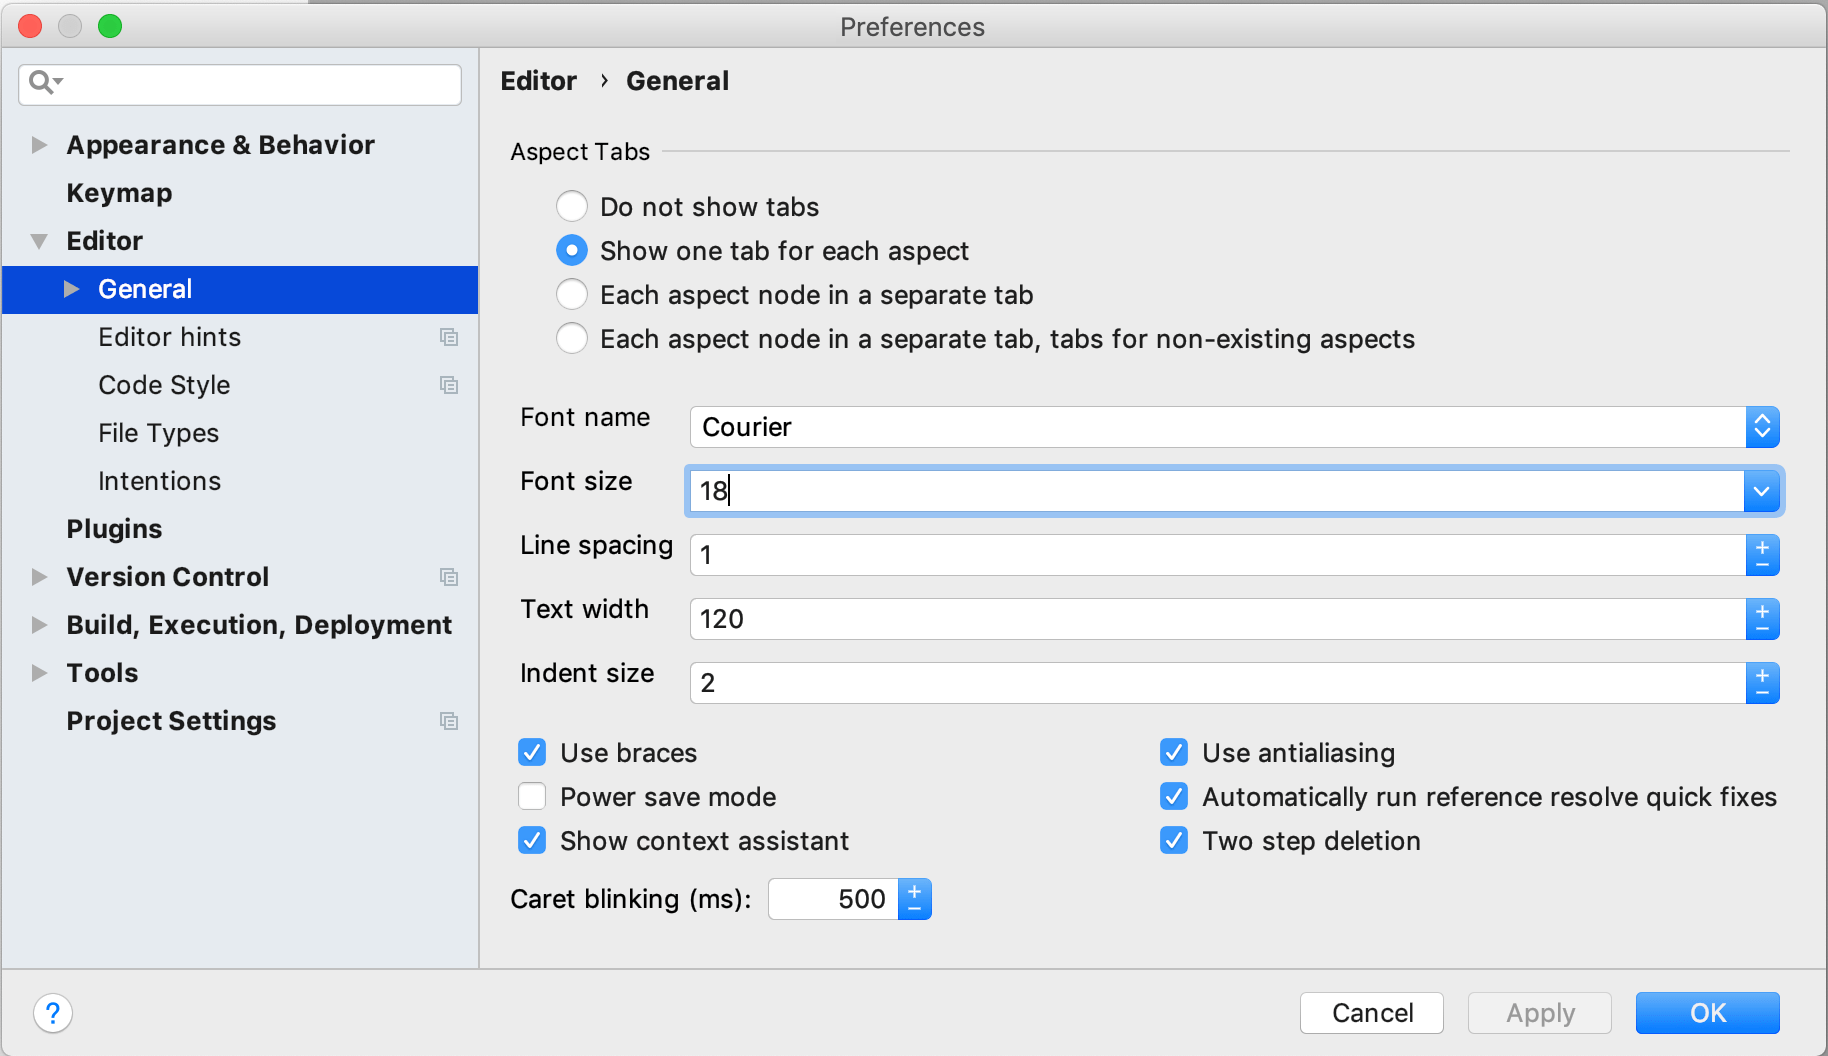 Preferences
Appearance & Behavior
Keymap
Editor
General
Editor hints
Code Style
File Types
Intentions
Plugins
Version Control
Build, Execution, Deployment
Tools
Project Settings
Editor › General
Aspect Tabs
Do not show tabs
Show one tab for each aspect
Each aspect node in a separate tab
Each aspect node in a separate tab, tabs for non-existing aspects
Font name Courier
Font size 18
Line spacing 1
Text width 120
Indent size 2
Use braces Use antialiasing
Power save mode Automatically run reference resolve quick fixes
Show context assistant Two step deletion
Caret blinking (ms): 500
? Cancel Apply OK